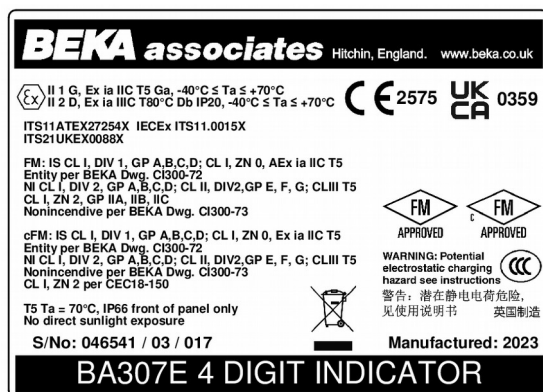 BEKA associates Hitchin, England. www.beka.co.uk
Ex II 1 G, Ex ia IIC T5 Ga, -40°C ≤ Ta ≤ +70°C
II 2 D, Ex ia IIIC T80°C Db IP20, -40°C ≤ Ta ≤ +70°C
CE 2575 UK CA 0359
ITS11ATEX27254X IECEx ITS11.0015X
ITS21UKEX0088X
FM: IS CL I, DIV 1, GP A,B,C,D; CL I, ZN 0, AEx ia IIC T5
Entity per BEKA Dwg. CI300-72
NI CL I, DIV 2, GP A,B,C,D; CL II, DIV2,GP E, F, G; CLIII T5
CL I, ZN 2, GP IIA, IIB, IIC
Nonincendive per BEKA Dwg. CI300-73
cFM: IS CL I, DIV 1, GP A,B,C,D; CL I, ZN 0, Ex ia IIC T5
Entity per BEKA Dwg. CI300-72
NI CL I, DIV 2, GP A,B,C,D; CL II, DIV2,GP E, F, G; CLIII T5
Nonincendive per BEKA Dwg. CI300-73
CL I, ZN 2 per CEC18-150
T5 Ta = 70°C, IP66 front of panel only
No direct sunlight exposure
FM APPROVED
c FM APPROVED
WARNING: Potential
electrostatic charging
hazard see instructions
CCC
警告：潜在静电电荷危险,
见使用说明书 英国制造
S/No: 046541 / 03 / 017 Manufactured: 2023
BA307E 4 DIGIT INDICATOR